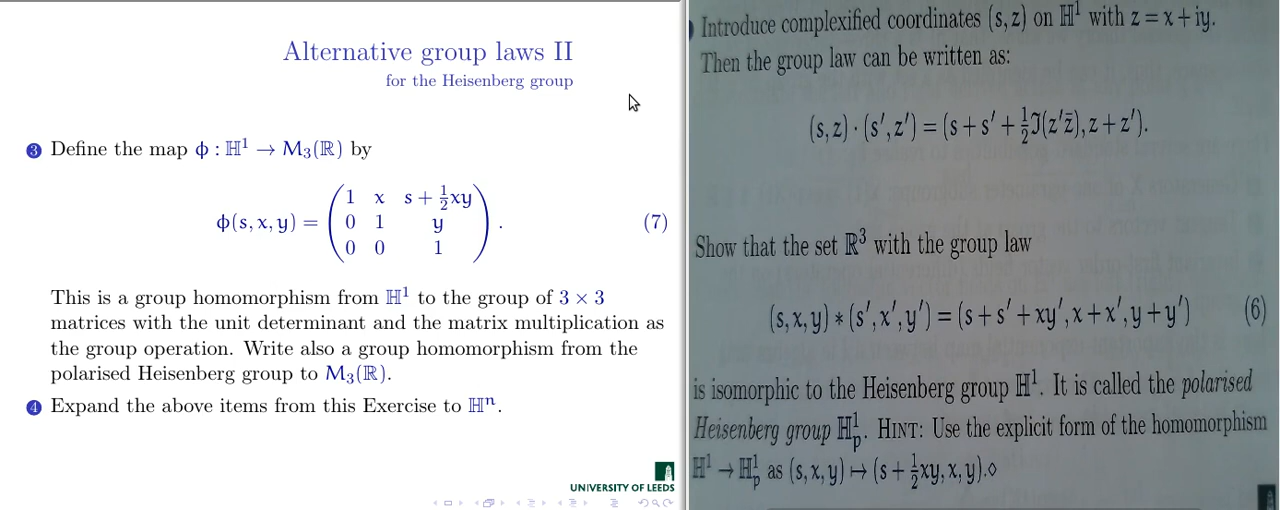 Alternative group laws II
for the Heisenberg group
3 Define the map ϕ : ℍ¹ → M₃(ℝ) by
ϕ(s, x, y) = ( 1 x s + ½xy
0 1 y
0 0 1 ) . (7)
This is a group homomorphism from ℍ¹ to the group of 3 × 3
matrices with the unit determinant and the matrix multiplication as
the group operation. Write also a group homomorphism from the
polarised Heisenberg group to M₃(ℝ).
4 Expand the above items from this Exercise to ℍⁿ.
UNIVERSITY OF LEEDS
Introduce complexified coordinates (s, z) on ℍ¹ with z = x + iy.
Then the group law can be written as:
(s, z) · (s′, z′) = (s + s′ + ½ℑ(z′z̄), z + z′).
Show that the set ℝ³ with the group law
(s, x, y) ∗ (s′, x′, y′) = (s + s′ + xy′, x + x′, y + y′) (6)
is isomorphic to the Heisenberg group ℍ¹. It is called the polarised
Heisenberg group ℍ¹ₚ. HINT: Use the explicit form of the homomorphism
ℍ¹ → ℍ¹ₚ as (s, x, y) ↦ (s + ½xy, x, y).◇